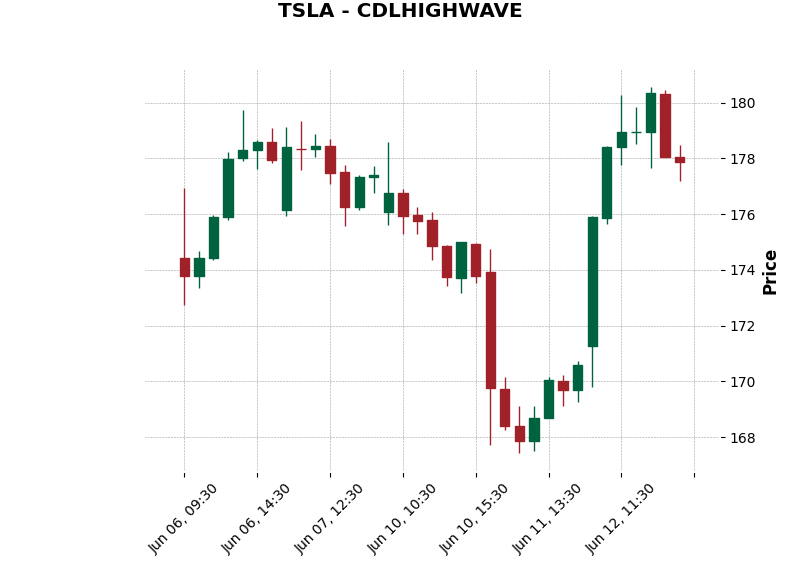 TSLA - CDLHIGHWAVE
180
178
176
174
172
170
168
Price
Jun 06, 09:30
Jun 06, 14:30
Jun 07, 12:30
Jun 10, 10:30
Jun 10, 15:30
Jun 11, 13:30
Jun 12, 11:30